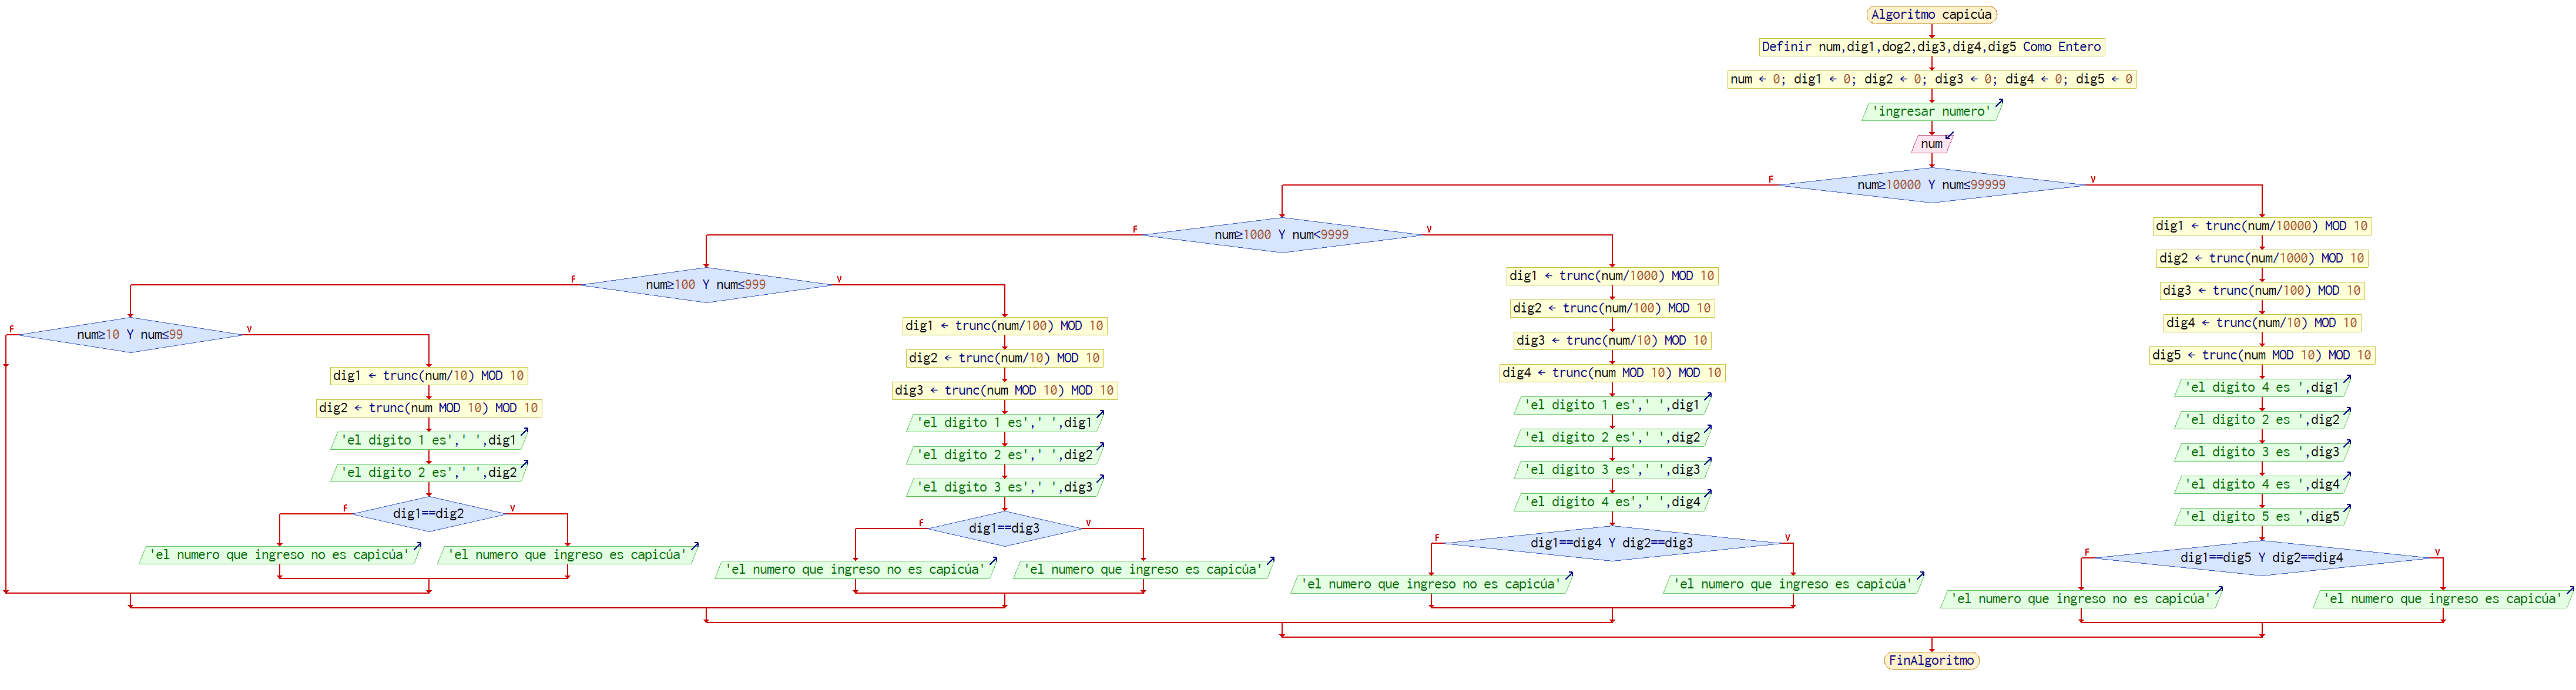 Algoritmo capicúa
Definir num,dig1,dog2,dig3,dig4,dig5 Como Entero
num ← 0; dig1 ← 0; dig2 ← 0; dig3 ← 0; dig4 ← 0; dig5 ← 0
'ingresar numero'
num
num≥10000 Y num≤99999
F
V
num≥1000 Y num<9999
F
V
num≥100 Y num≤999
F
V
num≥10 Y num≤99
F
V
dig1 ← trunc(num/10) MOD 10
dig2 ← trunc(num MOD 10) MOD 10
'el digito 1 es',' ',dig1
'el digito 2 es',' ',dig2
dig1==dig2
F
V
'el numero que ingreso no es capicúa'
'el numero que ingreso es capicúa'
dig1 ← trunc(num/100) MOD 10
dig2 ← trunc(num/10) MOD 10
dig3 ← trunc(num MOD 10) MOD 10
'el digito 1 es',' ',dig1
'el digito 2 es',' ',dig2
'el digito 3 es',' ',dig3
dig1==dig3
F
V
'el numero que ingreso no es capicúa'
'el numero que ingreso es capicúa'
dig1 ← trunc(num/1000) MOD 10
dig2 ← trunc(num/100) MOD 10
dig3 ← trunc(num/10) MOD 10
dig4 ← trunc(num MOD 10) MOD 10
'el digito 1 es',' ',dig1
'el digito 2 es',' ',dig2
'el digito 3 es',' ',dig3
'el digito 4 es',' ',dig4
dig1==dig4 Y dig2==dig3
F
V
'el numero que ingreso no es capicúa'
'el numero que ingreso es capicúa'
dig1 ← trunc(num/10000) MOD 10
dig2 ← trunc(num/1000) MOD 10
dig3 ← trunc(num/100) MOD 10
dig4 ← trunc(num/10) MOD 10
dig5 ← trunc(num MOD 10) MOD 10
'el digito 4 es ',dig1
'el digito 2 es ',dig2
'el digito 3 es ',dig3
'el digito 4 es ',dig4
'el digito 5 es ',dig5
dig1==dig5 Y dig2==dig4
F
V
'el numero que ingreso no es capicúa'
'el numero que ingreso es capicúa'
FinAlgoritmo